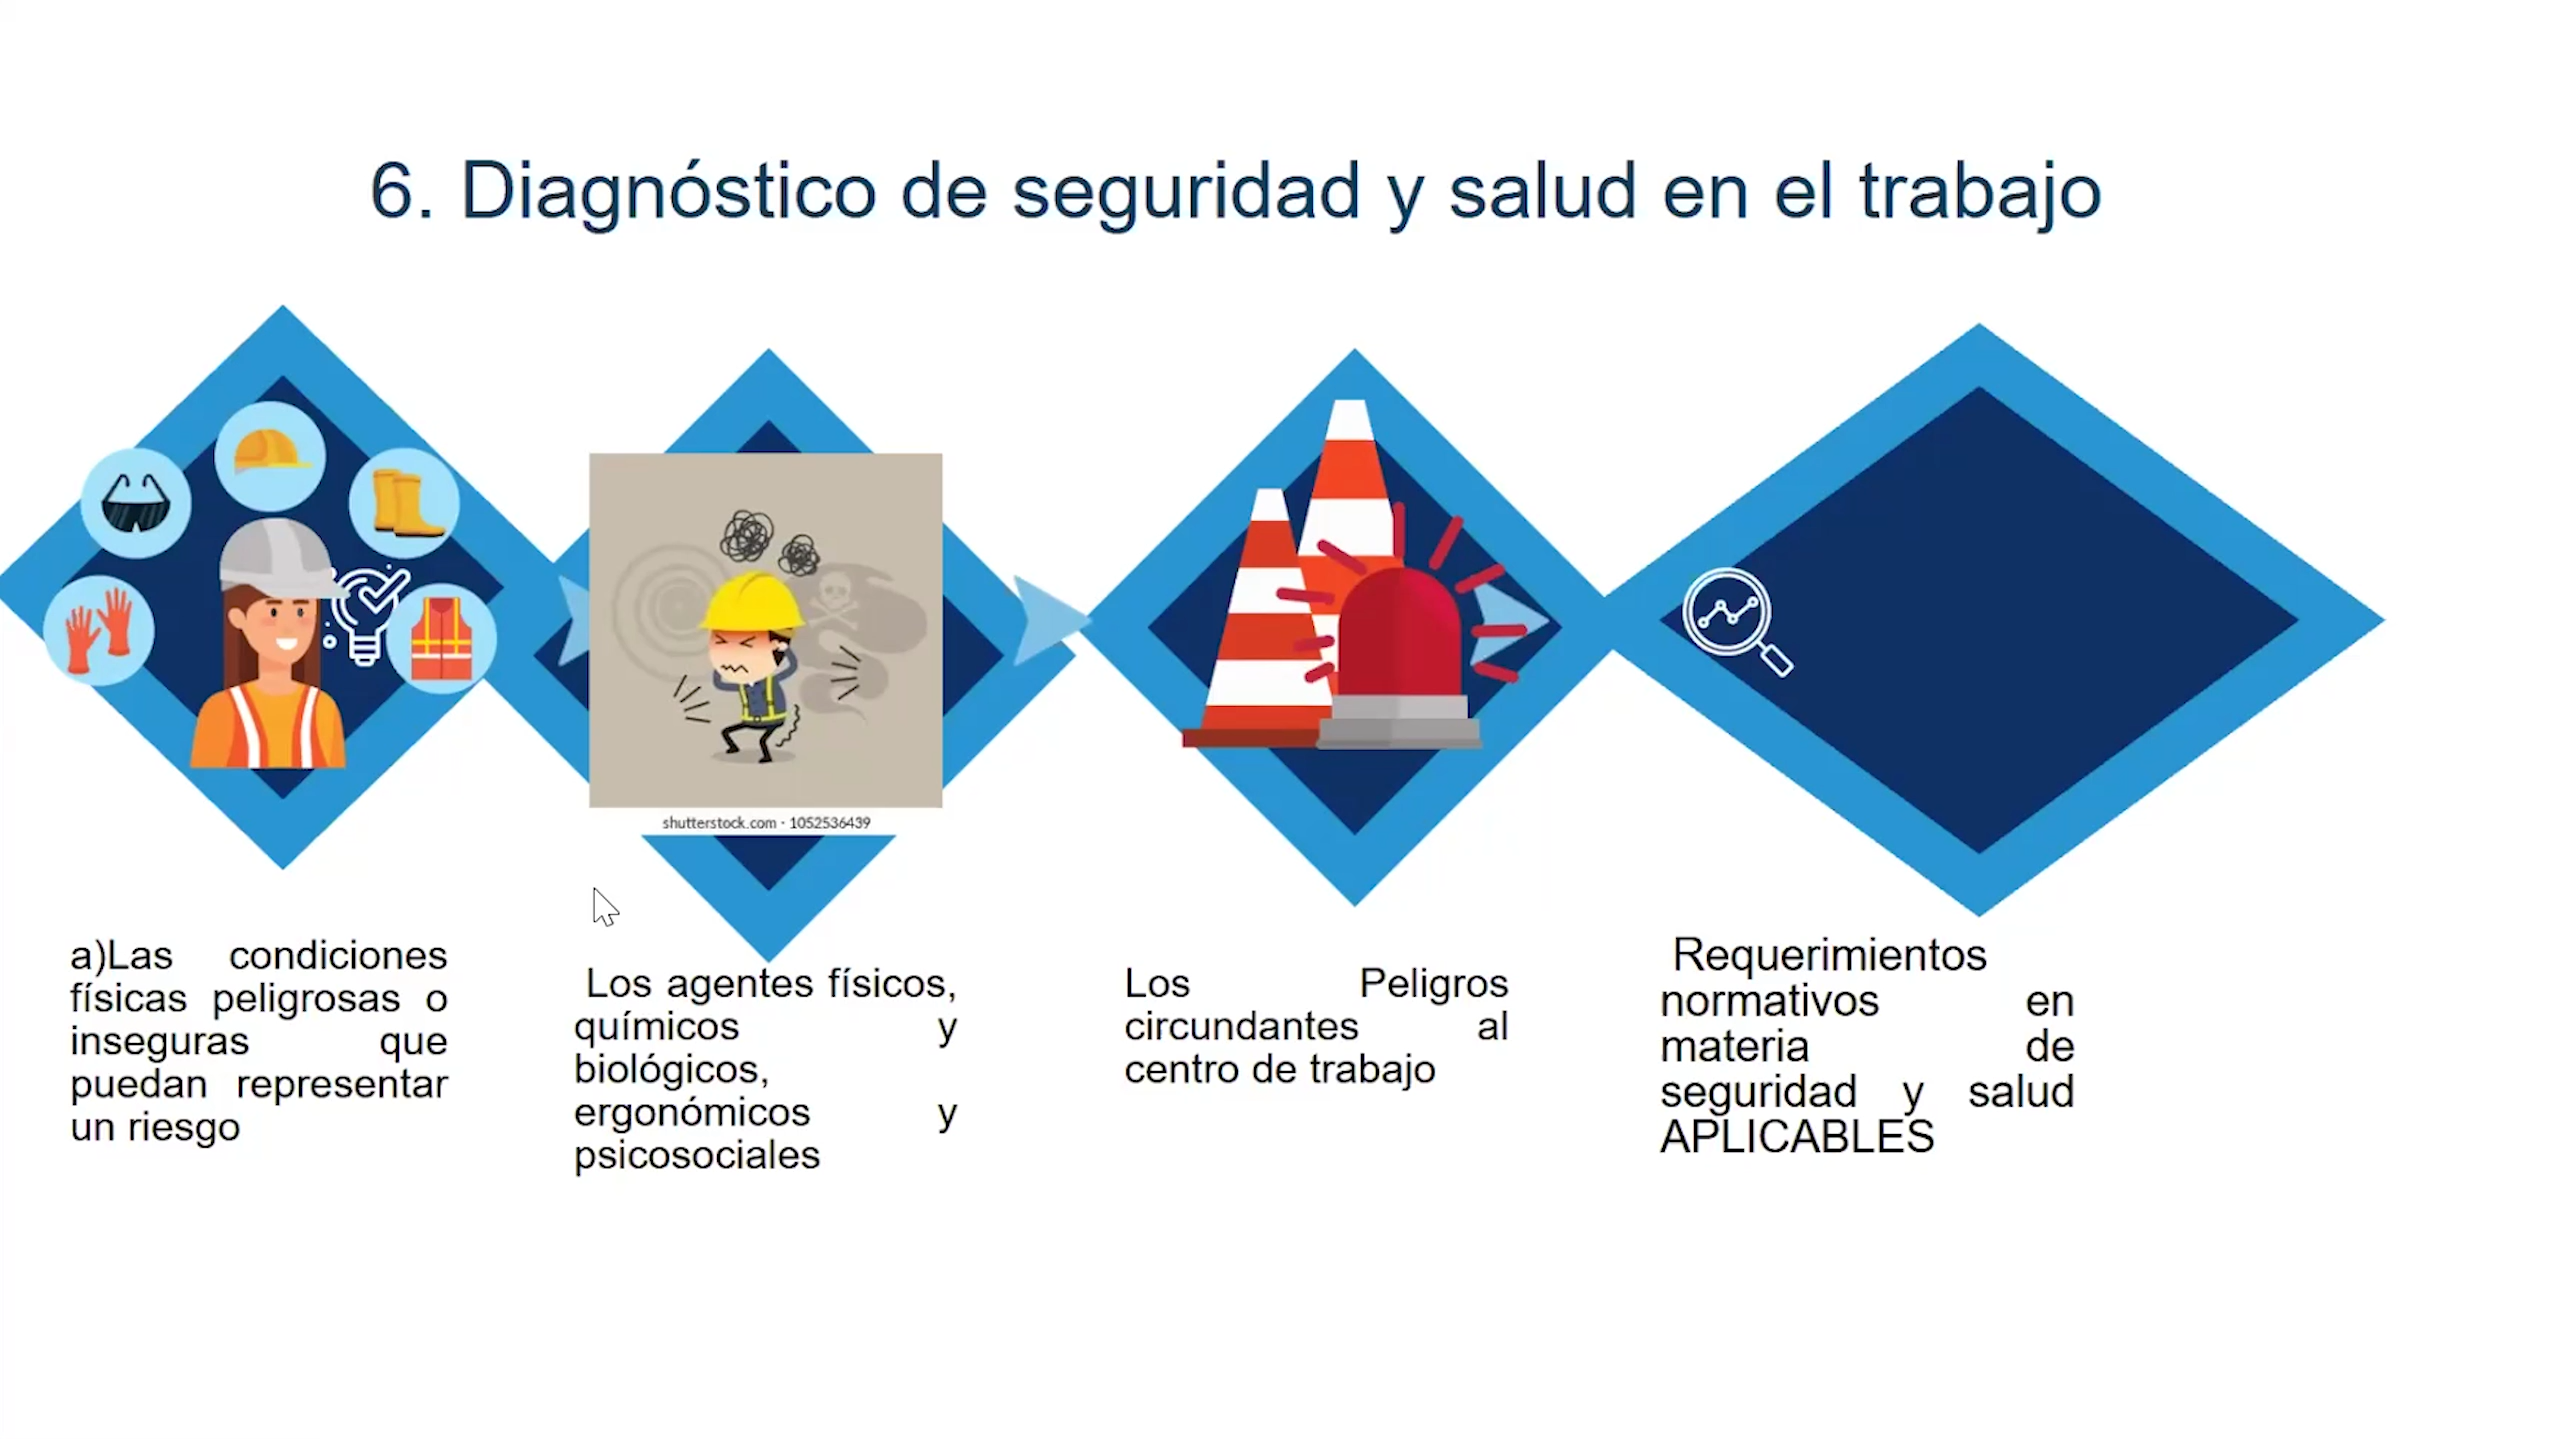 6. Diagnóstico de seguridad y salud en el trabajo
shutterstock.com · 1052536439
a)Las condiciones
físicas peligrosas o
inseguras que
puedan representar
un riesgo
Los agentes físicos,
químicos y
biológicos,
ergonómicos y
psicosociales
Los Peligros
circundantes al
centro de trabajo
Requerimientos
normativos en
materia de
seguridad y salud
APLICABLES